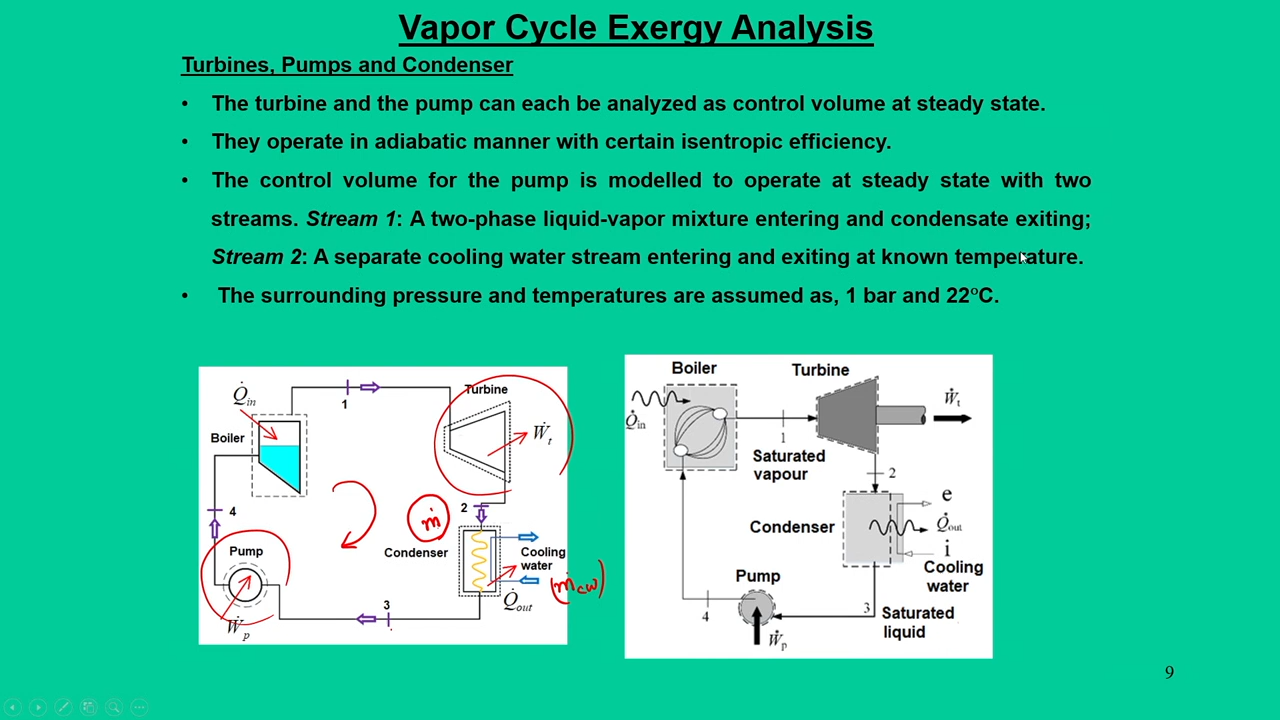 Vapor Cycle Exergy Analysis
Turbines, Pumps and Condenser
• The turbine and the pump can each be analyzed as control volume at steady state.
• They operate in adiabatic manner with certain isentropic efficiency.
• The control volume for the pump is modelled to operate at steady state with two
streams. Stream 1: A two-phase liquid-vapor mixture entering and condensate exiting;
Stream 2: A separate cooling water stream entering and exiting at known temperature.
• The surrounding pressure and temperatures are assumed as, 1 bar and 22°C.
Q̇in
Turbine
1
Boiler
Ẇt
4
2
ṁ
Pump
Condenser
Cooling
water
(ṁcw)
Q̇out
3
Ẇp
Boiler
Turbine
Ẇt
Q̇in
1
Saturated
vapour
2
e
Condenser
Q̇out
i
Cooling
water
Pump
3
Saturated
liquid
4
Ẇp
9